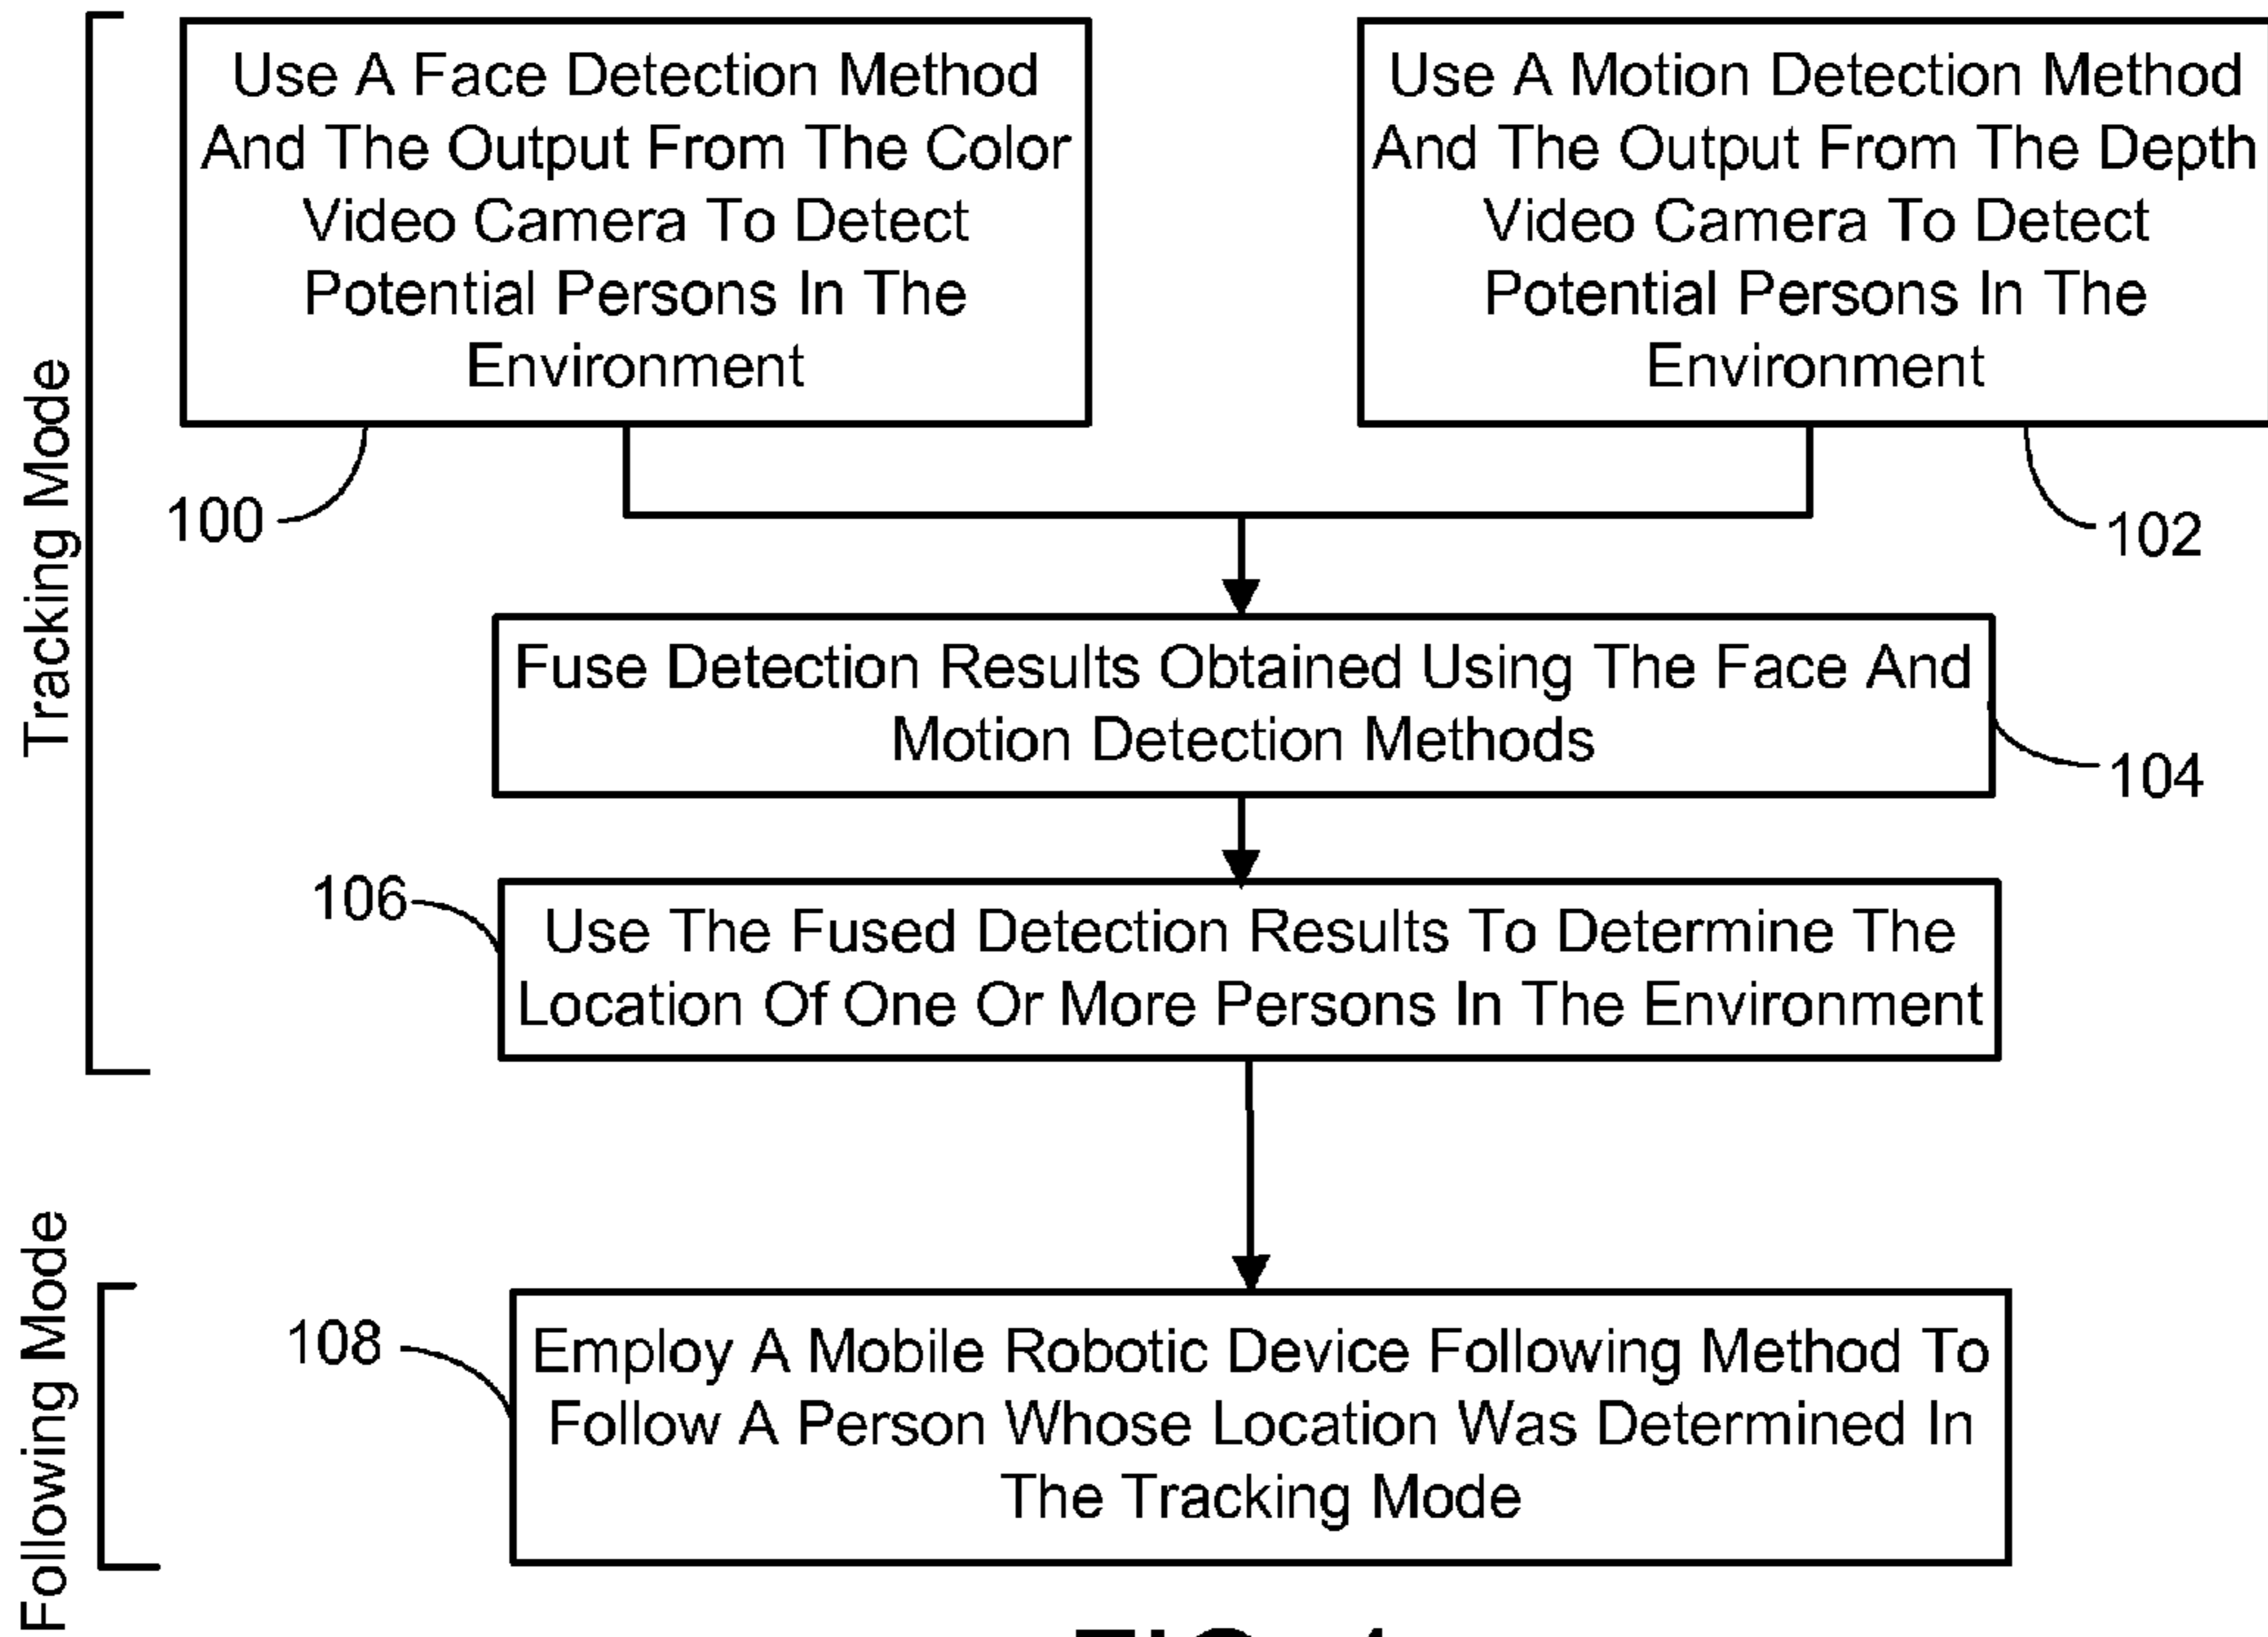 Tracking Mode
Use A Face Detection Method
And The Output From The Color
Video Camera To Detect
Potential Persons In The
Environment
100
Use A Motion Detection Method
And The Output From The Depth
Video Camera To Detect
Potential Persons In The
Environment
102
Fuse Detection Results Obtained Using The Face And
Motion Detection Methods
104
106
Use The Fused Detection Results To Determine The
Location Of One Or More Persons In The Environment
Following Mode
108
Employ A Mobile Robotic Device Following Method To
Follow A Person Whose Location Was Determined In
The Tracking Mode